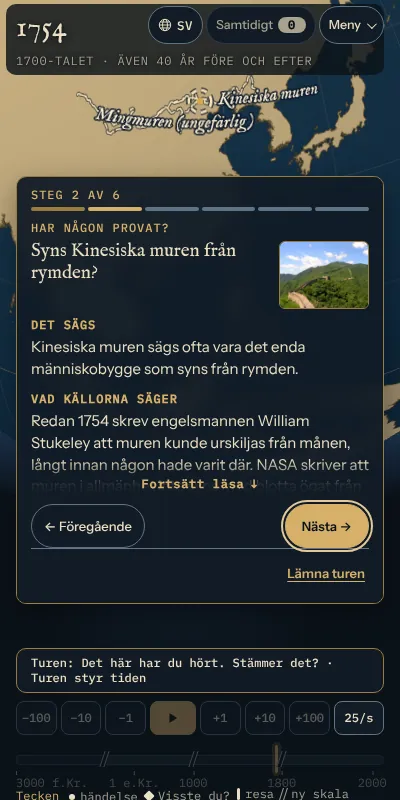 1754
SV
Samtidigt 0
Meny
1700-TALET · ÄVEN 40 ÅR FÖRE OCH EFTER
Kinesiska muren
Mingmuren (ungefärlig)
STEG 2 AV 6
HAR NÅGON PROVAT?
Syns Kinesiska muren från
rymden?
DET SÄGS
Kinesiska muren sägs ofta vara det enda
människobygge som syns från rymden.
VAD KÄLLORNA SÄGER
Redan 1754 skrev engelsmannen William
Stukeley att muren kunde urskiljas från månen,
långt innan någon hade varit där. NASA skriver att
muren i allmänh
blotta ögat från
Fortsätt läsa ↓
← Föregående
Nästa →
Lämna turen
Turen: Det här har du hört. Stämmer det? ·
Turen styr tiden
−100
−10
−1
+1
+10
+100
25/s
3000 f.Kr.
1 e.Kr.
1000
1800
2000
Tecken
händelse
Visste du?
resa
ny skala